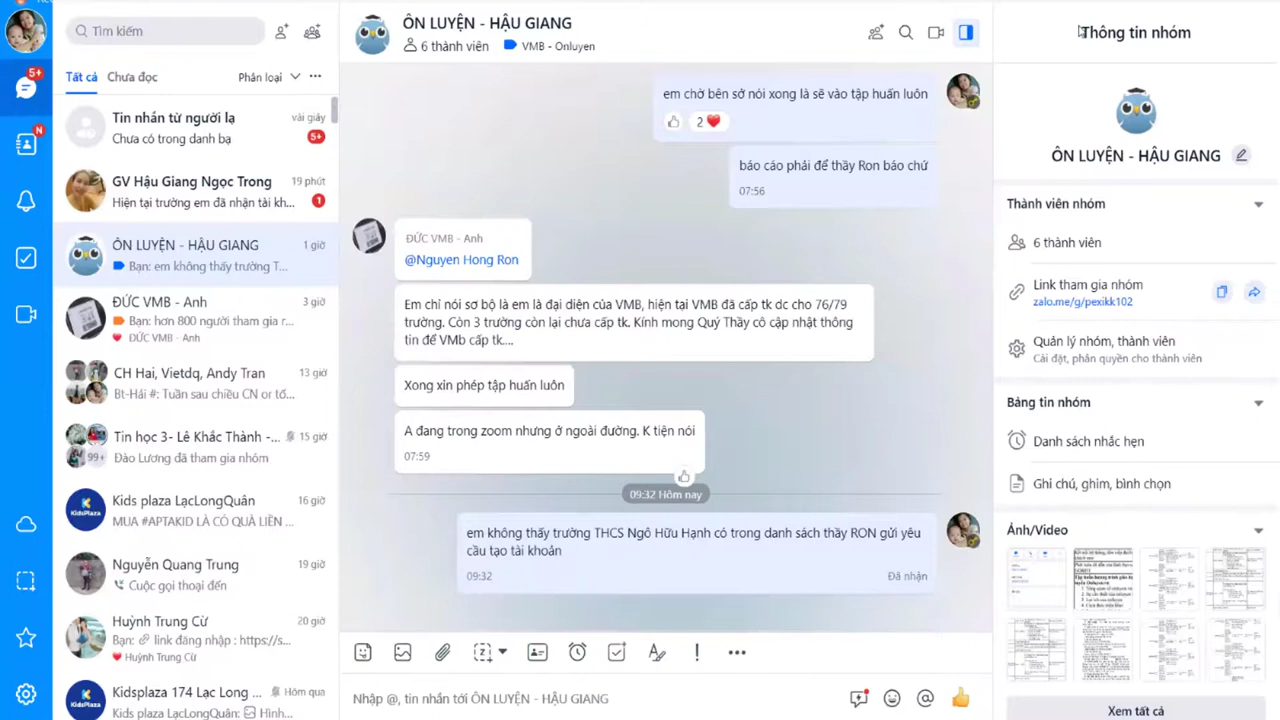 Tìm kiếm
Tất cả
Chưa đọc
Phân loại
5+
N
Tin nhắn từ người lạ
vài giây
Chưa có trong danh bạ
5+
GV Hậu Giang Ngọc Trong
19 phút
Hiện tại trường em đã nhận tài kh...
1
ÔN LUYỆN - HẬU GIANG
1 giờ
Bạn: em không thấy trường T...
ĐỨC VMB - Anh
3 giờ
Bạn: hơn 800 người tham gia r...
ĐỨC VMB - Anh
CH Hai, Vietdq, Andy Tran
13 giờ
Bt-Hải #: Tuần sau chiều CN or tố...
Tin học 3- Lê Khắc Thành -...
15 giờ
99+
Đào Lương đã tham gia nhóm
Kids plaza LạcLongQuân
16 giờ
MUA #APTAKID LÀ CÓ QUÀ LIỀN ...
KidsPlaza
Nguyễn Quang Trung
19 giờ
Cuộc gọi thoại đến
Huỳnh Trung Cừ
20 giờ
Bạn: link đăng nhập : https://s...
Huỳnh Trung Cừ
Kidsplaza 174 Lạc Long ...
Hôm qua
KidsPlaza
KidsPlaza: Hình...
ÔN LUYỆN - HẬU GIANG
6 thành viên
VMB - Onluyen
em chờ bên sở nói xong là sẽ vào tập huấn luôn
2
báo cáo phải để thầy Ron báo chứ
07:56
ĐỨC VMB - Anh
@Nguyen Hong Ron
Em chỉ nói sơ bộ là em là đại diện của VMB, hiện tại VMB đã cấp tk dc cho 76/79
trường. Còn 3 trường còn lại chưa cấp tk. Kính mong Quý Thầy cô cập nhật thông
tin để VMb cấp tk....
Xong xin phép tập huấn luôn
A đang trong zoom nhưng ở ngoài đường. K tiện nói
07:59
09:32 Hôm nay
em không thấy trường THCS Ngô Hữu Hạnh có trong danh sách thầy RON gửi yêu
cầu tạo tài khoản
09:32
Đã nhận
Nhập @, tin nhắn tới ÔN LUYỆN - HẬU GIANG
Thông tin nhóm
ÔN LUYỆN - HẬU GIANG
Thành viên nhóm
6 thành viên
Link tham gia nhóm
zalo.me/g/pexikk102
Quản lý nhóm, thành viên
Cài đặt, phân quyền cho thành viên
Bảng tin nhóm
Danh sách nhắc hẹn
Ghi chú, ghim, bình chọn
Ảnh/Video
Xem tất cả